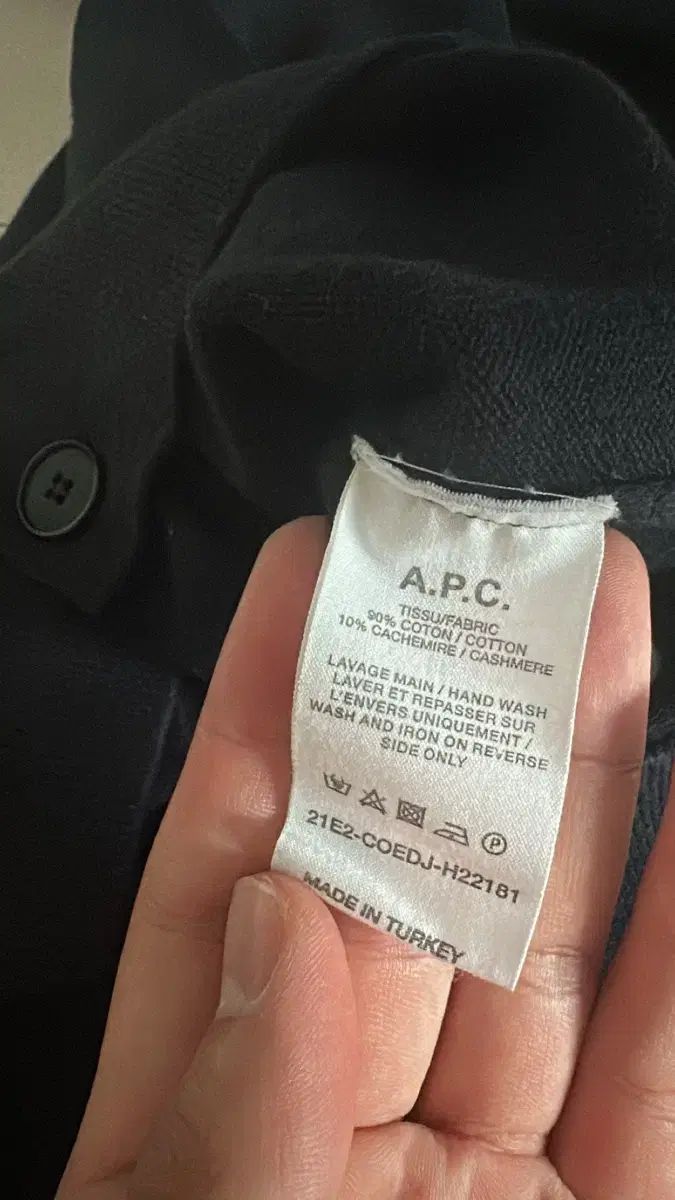 A.P.C.
TISSU/FABRIC
90% COTON / COTTON
10% CACHEMIRE / CASHMERE
LAVAGE MAIN / HAND WASH
LAVER ET REPASSER SUR
L'ENVERS UNIQUEMENT /
WASH AND IRON ON REVERSE
SIDE ONLY
P
21E2-COEDJ-H22181
MADE IN TURKEY